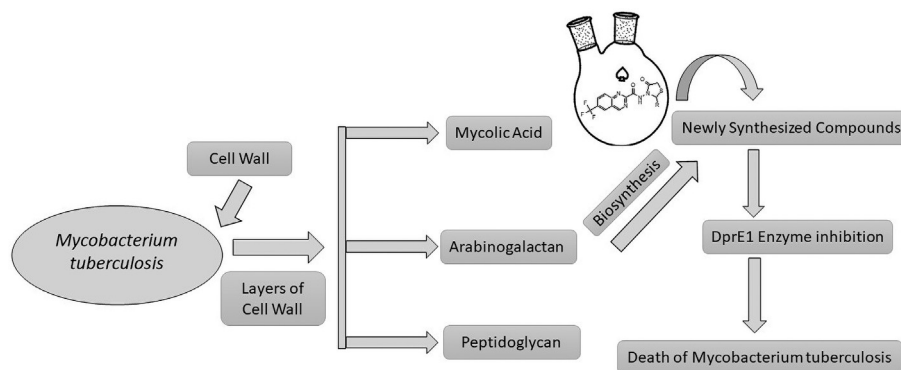 Cell Wall
Mycobacterium
tuberculosis
Layers of
Cell Wall
Mycolic Acid
Arabinogalactan
Peptidoglycan
Biosynthesis
O
O
N
S
N
H
N
N
R
F
F
F
Newly Synthesized Compounds
DprE1 Enzyme inhibition
Death of Mycobacterium tuberculosis